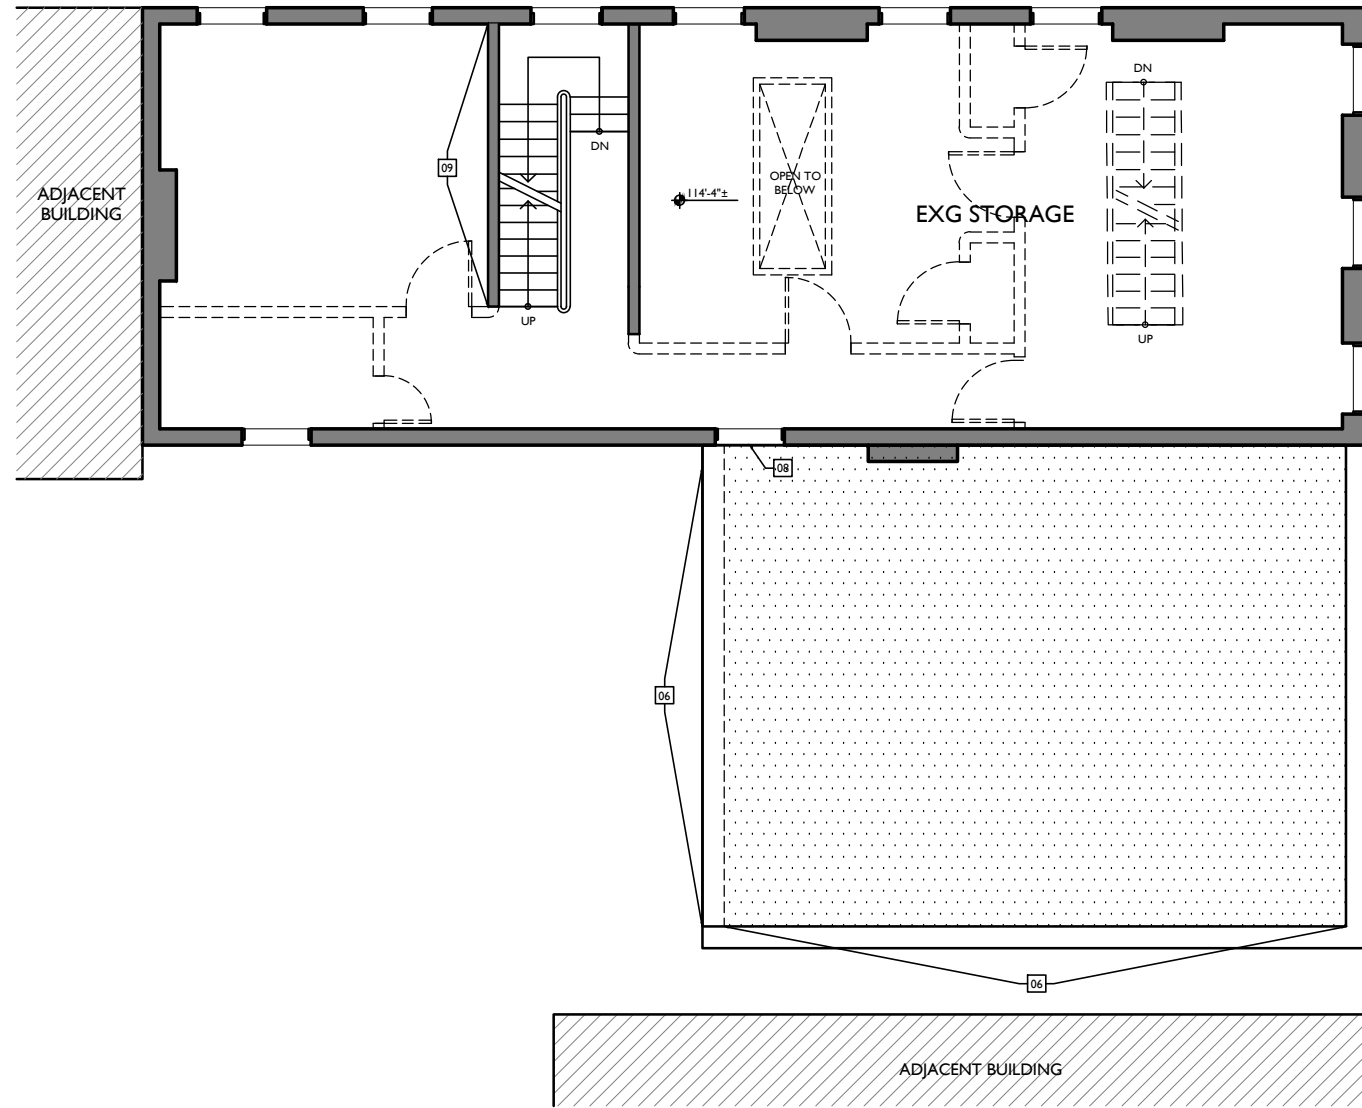 DN
DN
09
ADJACENT
BUILDING
OPEN TO
BELOW
114'-4"±
EXG STORAGE
UP
UP
08
06
06
ADJACENT BUILDING